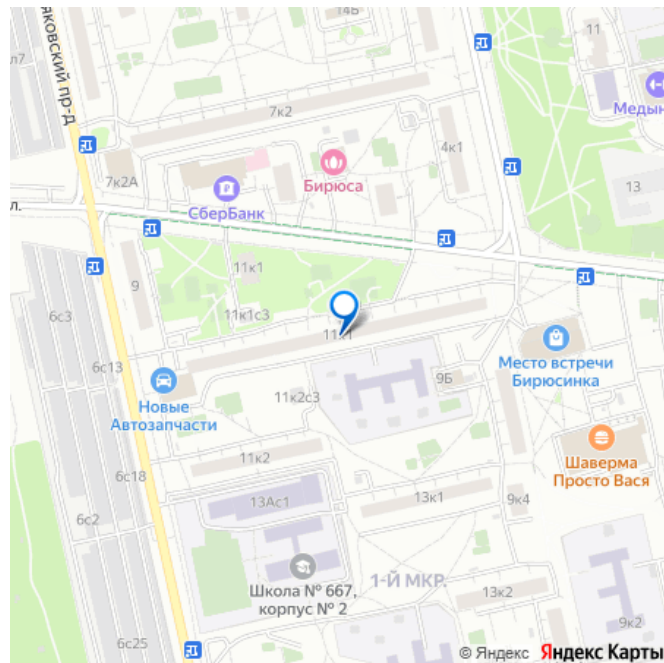 14Б
л7
11
яковский пр-д
7к2
Медын
4к1
7к2А
СберБанк
Бирюса
13
л.
11к1
9
6с3
11к1с3
11к1
6с13
Место встречи
Бирюсинка
9Б
Новые
Автозапчасти
11к2с3
Шаверма
Просто Вася
11к2
6с18
13Ас1
13к1
9к4
6с2
Школа № 667,
корпус № 2
1-Й МКР.
13к2
9к2
6с25
© Яндекс Яндекс Карты